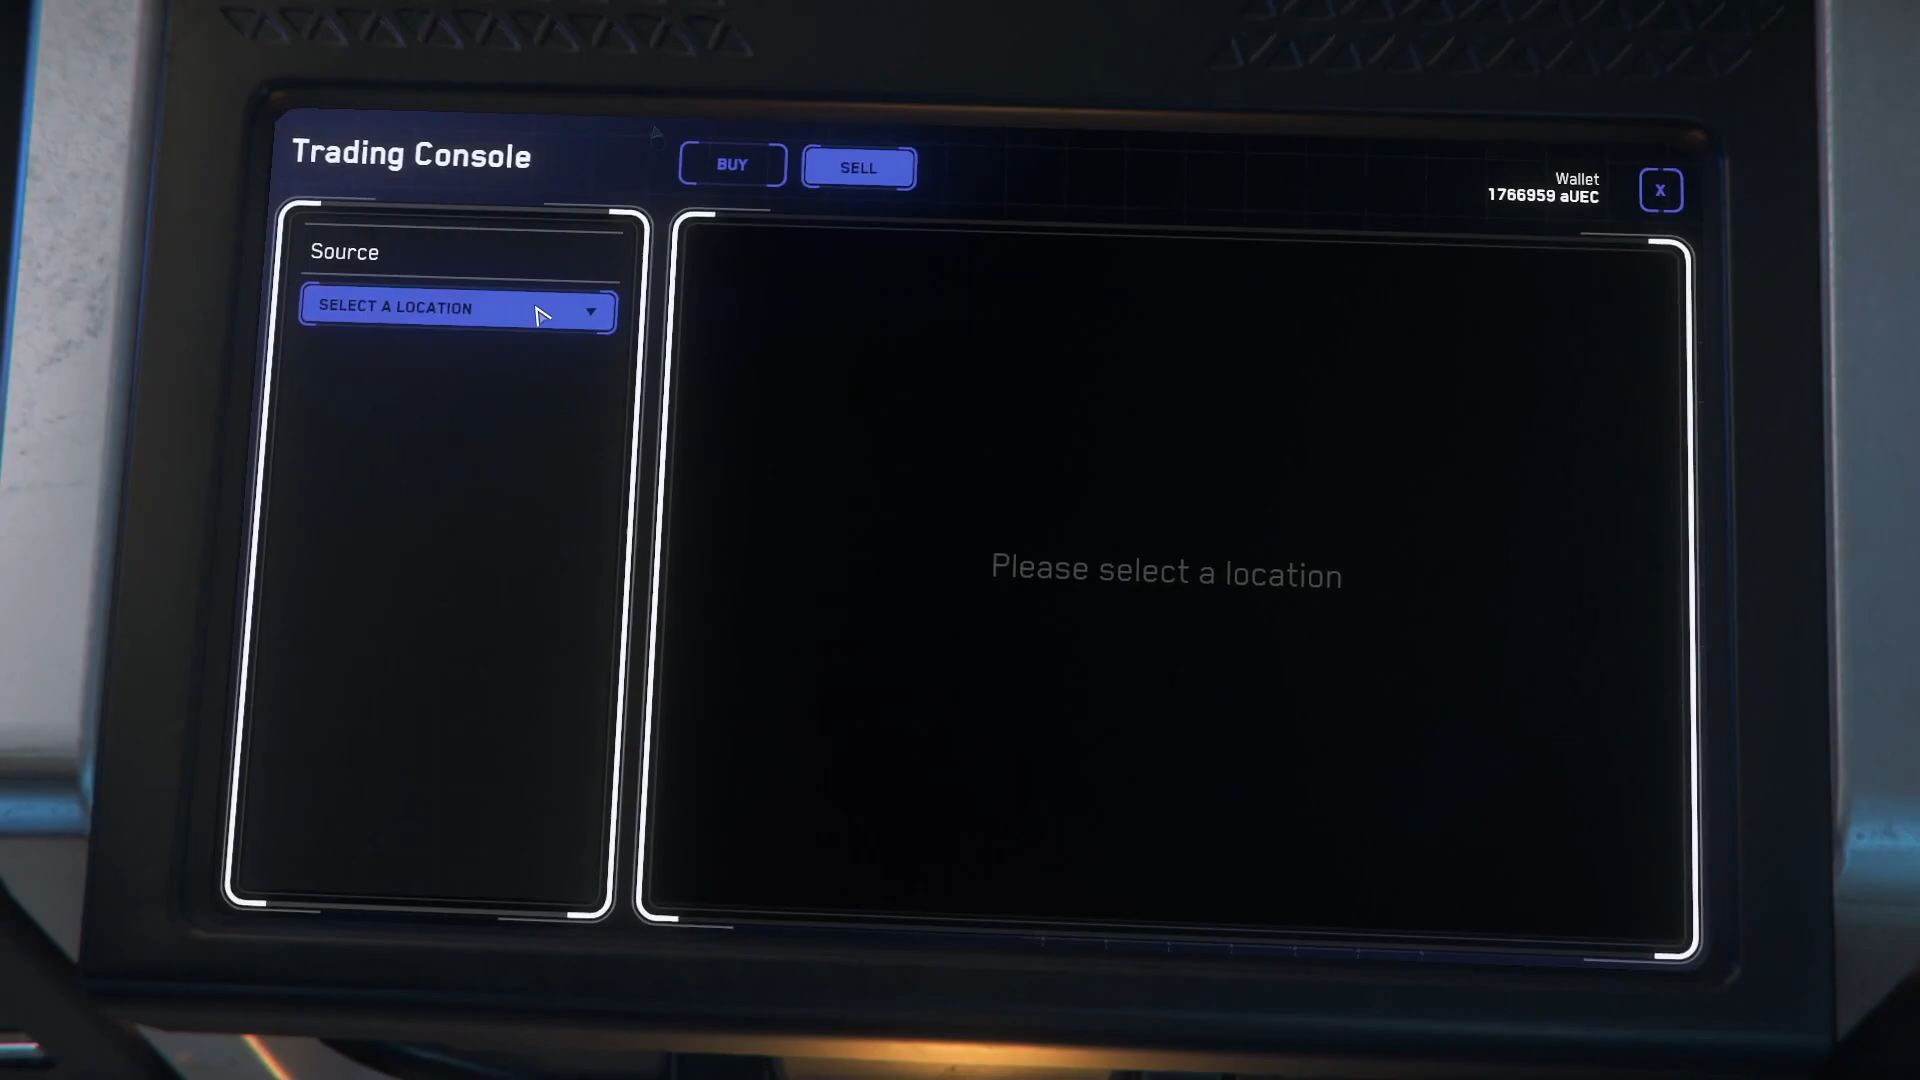 Trading Console
BUY
SELL
Wallet
1766959 aUEC
X
Source
SELECT A LOCATION
Please select a location